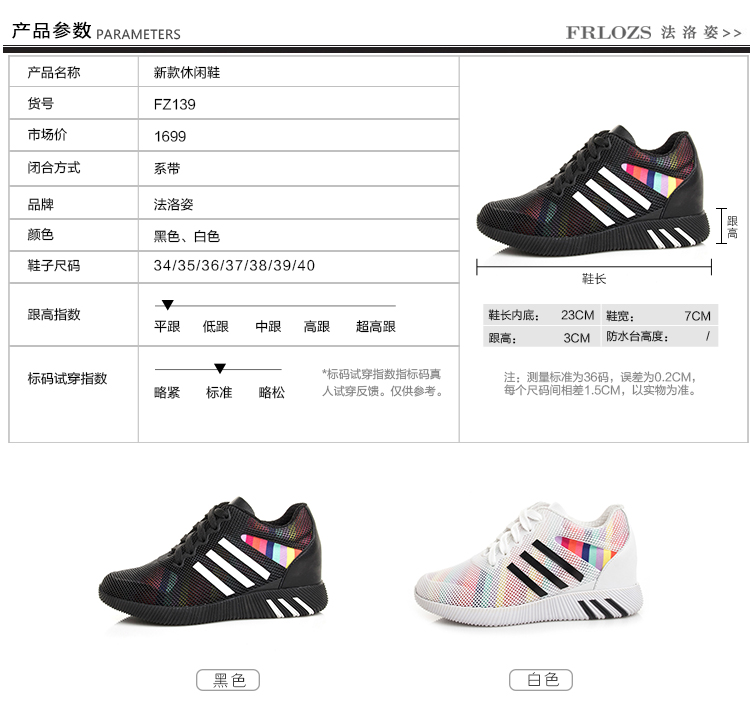 产品参数 PARAMETERS
FRLOZS 法洛姿>>
产品名称 新款休闲鞋
货号 FZ139
市场价 1699
闭合方式 系带
品牌 法洛姿
颜色 黑色、白色
鞋子尺码 34/35/36/37/38/39/40
跟高指数
平跟 低跟 中跟 高跟 超高跟
标码试穿指数
略紧 标准 略松
*标码试穿指数指标码真
人试穿反馈。仅供参考。
跟高
鞋长
鞋长内底: 23CM 鞋宽: 7CM
跟高: 3CM 防水台高度: /
注: 测量标准为36码，误差为0.2CM，
每个尺码间相差1.5CM，以实物为准。
黑色
白色